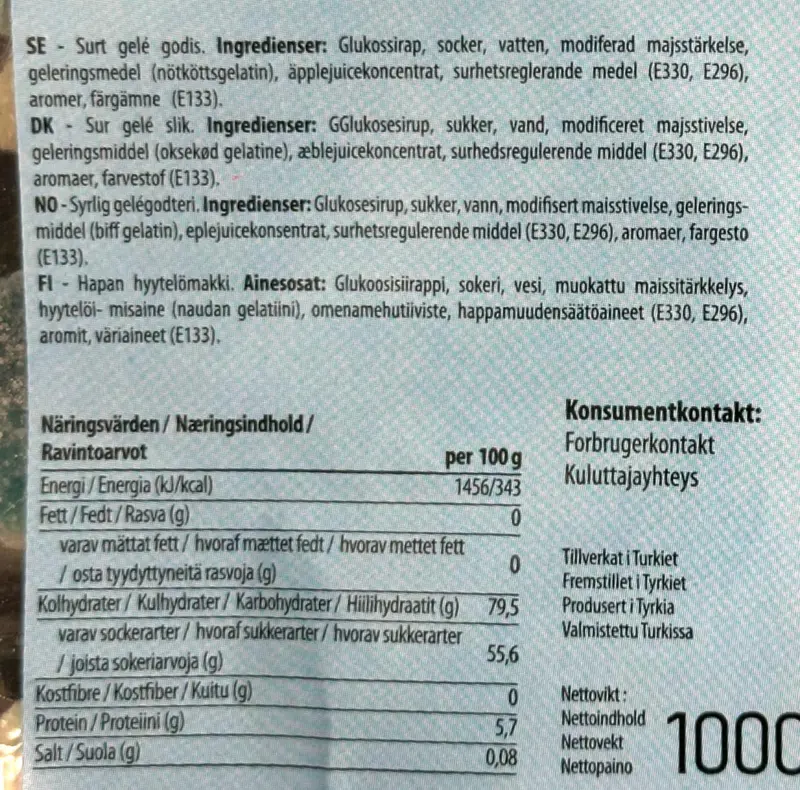 SE - Surt gelé godis. Ingredienser: Glukossirap, socker, vatten, modiferad majsstärkelse,
geleringsmedel (nötköttsgelatin), äpplejuicekoncentrat, surhetsreglerande medel (E330, E296),
aromer, färgämne (E133).
DK - Sur gelé slik. Ingredienser: GGlukosesirup, sukker, vand, modificeret majsstivelse,
geleringsmiddel (oksekød gelatine), æblejuicekoncentrat, surhedsregulerende middel (E330, E296),
aromaer, farvestof (E133).
NO - Syrlig gelégodteri. Ingredienser: Glukosesirup, sukker, vann, modifisert maisstivelse, gelerings-
middel (biff gelatin), eplejuicekonsentrat, surhetsregulerende middel (E330, E296), aromaer, fargesto
(E133).
FI - Hapan hyytelömakki. Ainesosat: Glukoosisiirappi, sokeri, vesi, muokattu maissitärkkelys,
hyytelöi- misaine (naudan gelatiini), omenamehutiiviste, happamuudensäätöaineet (E330, E296),
aromit, väriaineet (E133).
Näringsvärden / Næringsindhold /
Ravintoarvot per 100 g
Energi / Energia (kJ/kcal) 1456/343
Fett / Fedt / Rasva (g) 0
varav mättat fett / hvoraf mættet fedt / hvorav mettet fett
/ osta tyydyttyneitä rasvoja (g) 0
Kolhydrater / Kulhydrater / Karbohydrater / Hiilihydraatit (g) 79,5
varav sockerarter / hvoraf sukkerarter / hvorav sukkerarter
/ joista sokeriarvoja (g) 55,6
Kostfibre / Kostfiber / Kuitu (g) 0
Protein / Proteiini (g) 5,7
Salt / Suola (g) 0,08
Konsumentkontakt:
Forbrugerkontakt
Kuluttajayhteys
Tillverkat i Turkiet
Fremstillet i Tyrkiet
Produsert i Tyrkia
Valmistettu Turkissa
Nettovikt :
Nettoindhold
Nettovekt
Nettopaino
1000